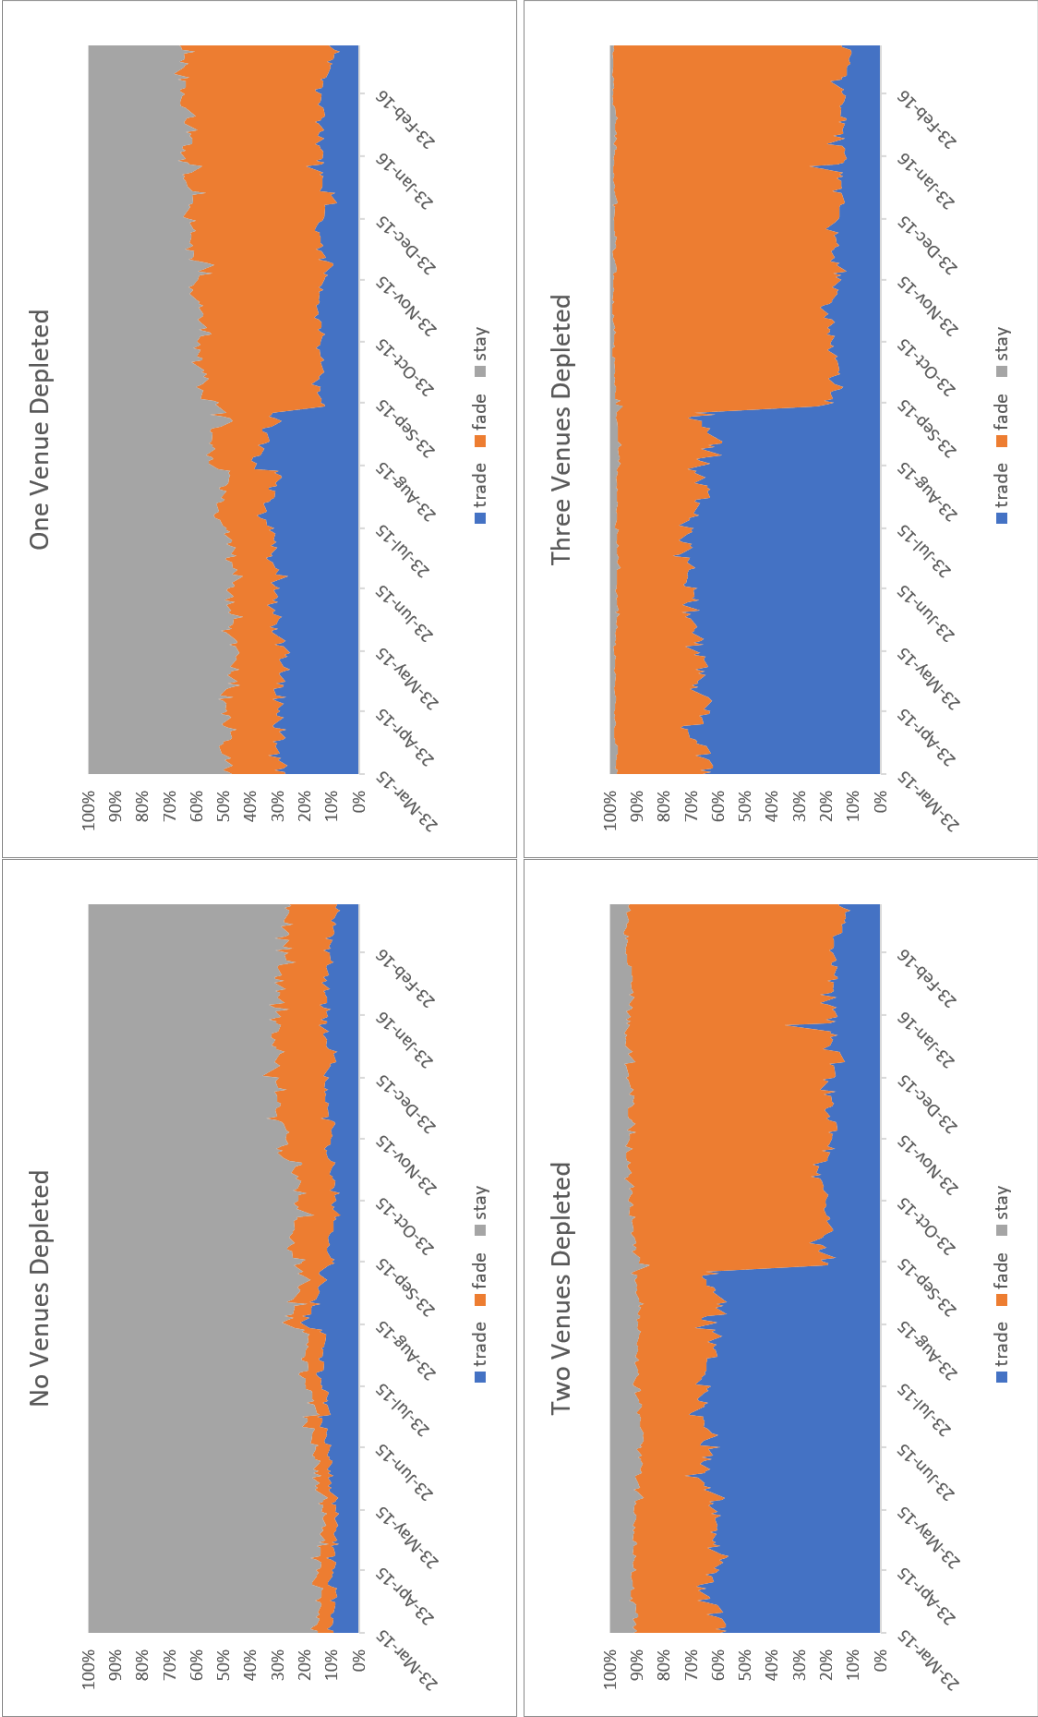 No Venues Depleted
100%
90%
80%
70%
60%
50%
40%
30%
20%
10%
0%
23-Mar-15
23-Apr-15
23-May-15
23-Jun-15
23-Jul-15
23-Aug-15
23-Sep-15
23-Oct-15
23-Nov-15
23-Dec-15
23-Jan-16
23-Feb-16
trade fade stay
One Venue Depleted
100%
90%
80%
70%
60%
50%
40%
30%
20%
10%
0%
23-Mar-15
23-Apr-15
23-May-15
23-Jun-15
23-Jul-15
23-Aug-15
23-Sep-15
23-Oct-15
23-Nov-15
23-Dec-15
23-Jan-16
23-Feb-16
trade fade stay
Two Venues Depleted
100%
90%
80%
70%
60%
50%
40%
30%
20%
10%
0%
23-Mar-15
23-Apr-15
23-May-15
23-Jun-15
23-Jul-15
23-Aug-15
23-Sep-15
23-Oct-15
23-Nov-15
23-Dec-15
23-Jan-16
23-Feb-16
trade fade stay
Three Venues Depleted
100%
90%
80%
70%
60%
50%
40%
30%
20%
10%
0%
23-Mar-15
23-Apr-15
23-May-15
23-Jun-15
23-Jul-15
23-Aug-15
23-Sep-15
23-Oct-15
23-Nov-15
23-Dec-15
23-Jan-16
23-Feb-16
trade fade stay